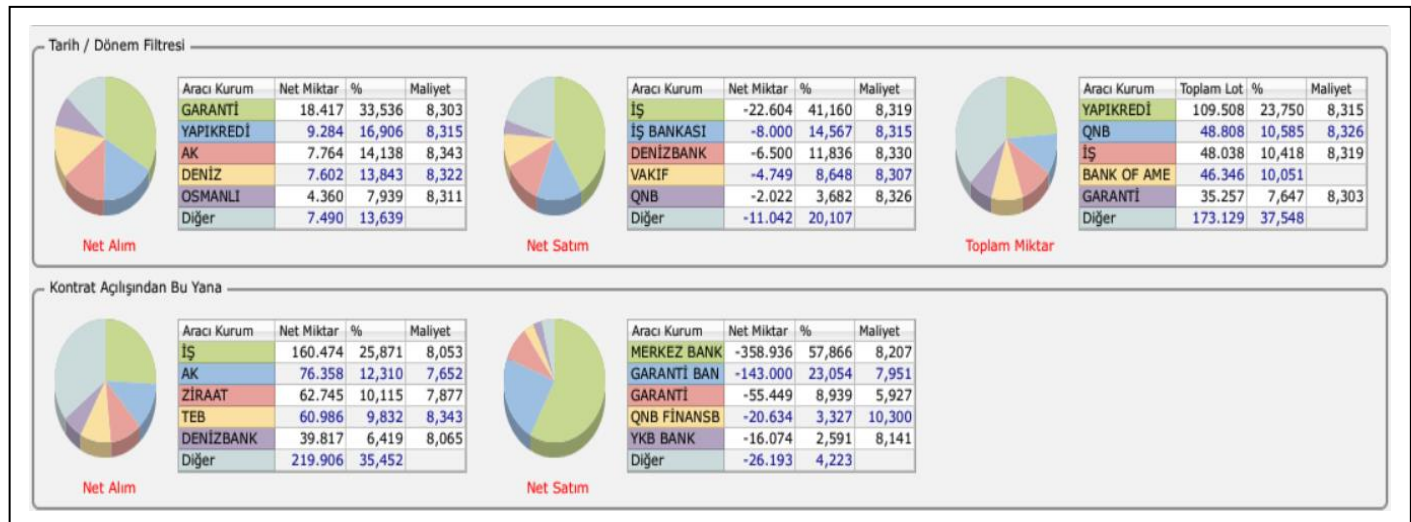 Tarih / Dönem Filtresi
Aracı Kurum Net Miktar % Maliyet
GARANTİ 18.417 33,536 8,303
YAPIKREDİ 9.284 16,906 8,315
AK 7.764 14,138 8,343
DENİZ 7.602 13,843 8,322
OSMANLI 4.360 7,939 8,311
Diğer 7.490 13,639
Net Alım
Aracı Kurum Net Miktar % Maliyet
İŞ -22.604 41,160 8,319
İŞ BANKASI -8.000 14,567 8,315
DENİZBANK -6.500 11,836 8,330
VAKIF -4.749 8,648 8,307
QNB -2.022 3,682 8,326
Diğer -11.042 20,107
Net Satım
Aracı Kurum Toplam Lot % Maliyet
YAPIKREDİ 109.508 23,750 8,315
QNB 48.808 10,585 8,326
İŞ 48.038 10,418 8,319
BANK OF AME 46.346 10,051
GARANTİ 35.257 7,647 8,303
Diğer 173.129 37,548
Toplam Miktar
Kontrat Açılışından Bu Yana
Aracı Kurum Net Miktar % Maliyet
İŞ 160.474 25,871 8,053
AK 76.358 12,310 7,652
ZİRAAT 62.745 10,115 7,877
TEB 60.986 9,832 8,343
DENİZBANK 39.817 6,419 8,065
Diğer 219.906 35,452
Net Alım
Aracı Kurum Net Miktar % Maliyet
MERKEZ BANK -358.936 57,866 8,207
GARANTİ BAN -143.000 23,054 7,951
GARANTİ -55.449 8,939 5,927
QNB FİNANSB -20.634 3,327 10,300
YKB BANK -16.074 2,591 8,141
Diğer -26.193 4,223
Net Satım